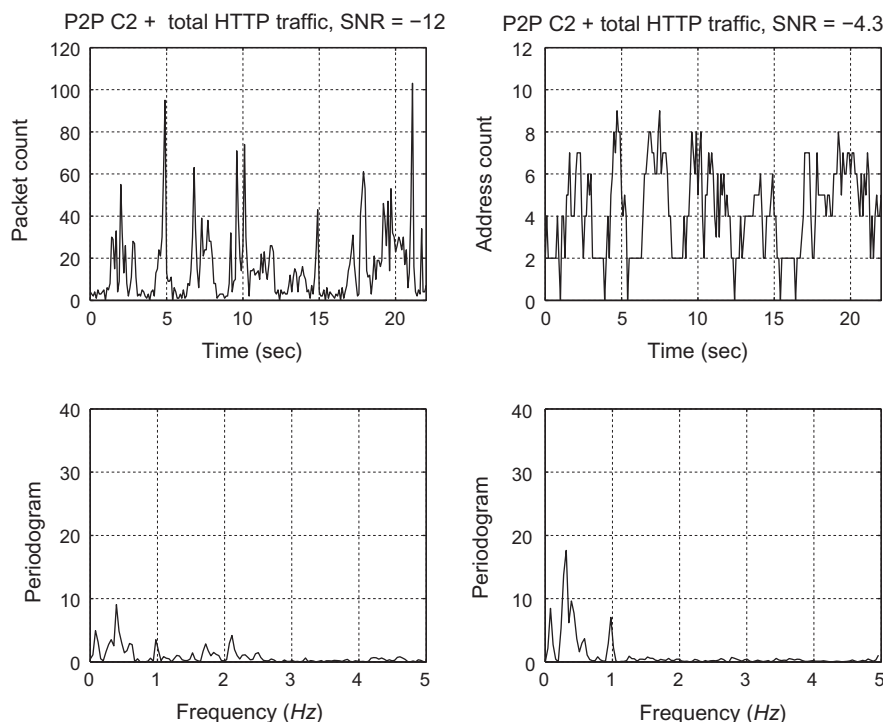 P2P C2 + total HTTP traffic, SNR = −12
120
100
80
60
40
20
0
Packet count
0 5 10 15 20
Time (sec)
P2P C2 + total HTTP traffic, SNR = −4.3
12
10
8
6
4
2
0
Address count
0 5 10 15 20
Time (sec)
40
30
20
10
0
Periodogram
0 1 2 3 4 5
Frequency (Hz)
40
30
20
10
0
Periodogram
0 1 2 3 4 5
Frequency (Hz)